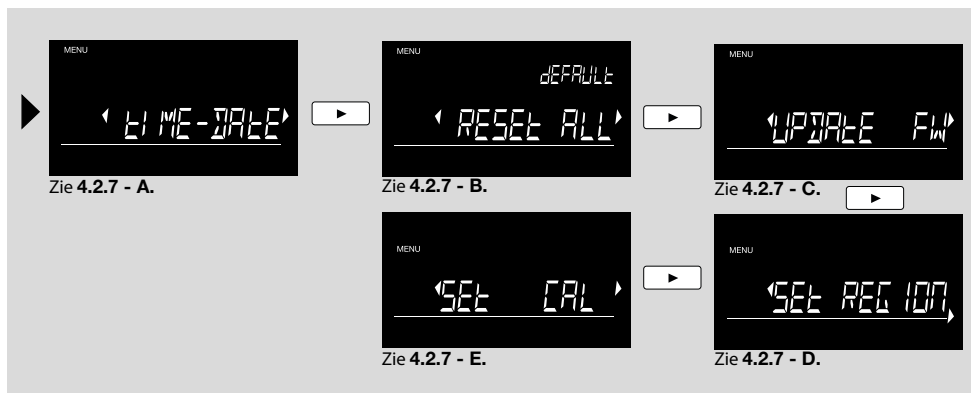 MENU
tIME-DAtE
Zie 4.2.7 - A.
MENU
dEFAULt
RESEt ALL
Zie 4.2.7 - B.
MENU
UPDAtE FW
Zie 4.2.7 - C.
MENU
SEt REGION
Zie 4.2.7 - D.
MENU
SEt CAL
Zie 4.2.7 - E.